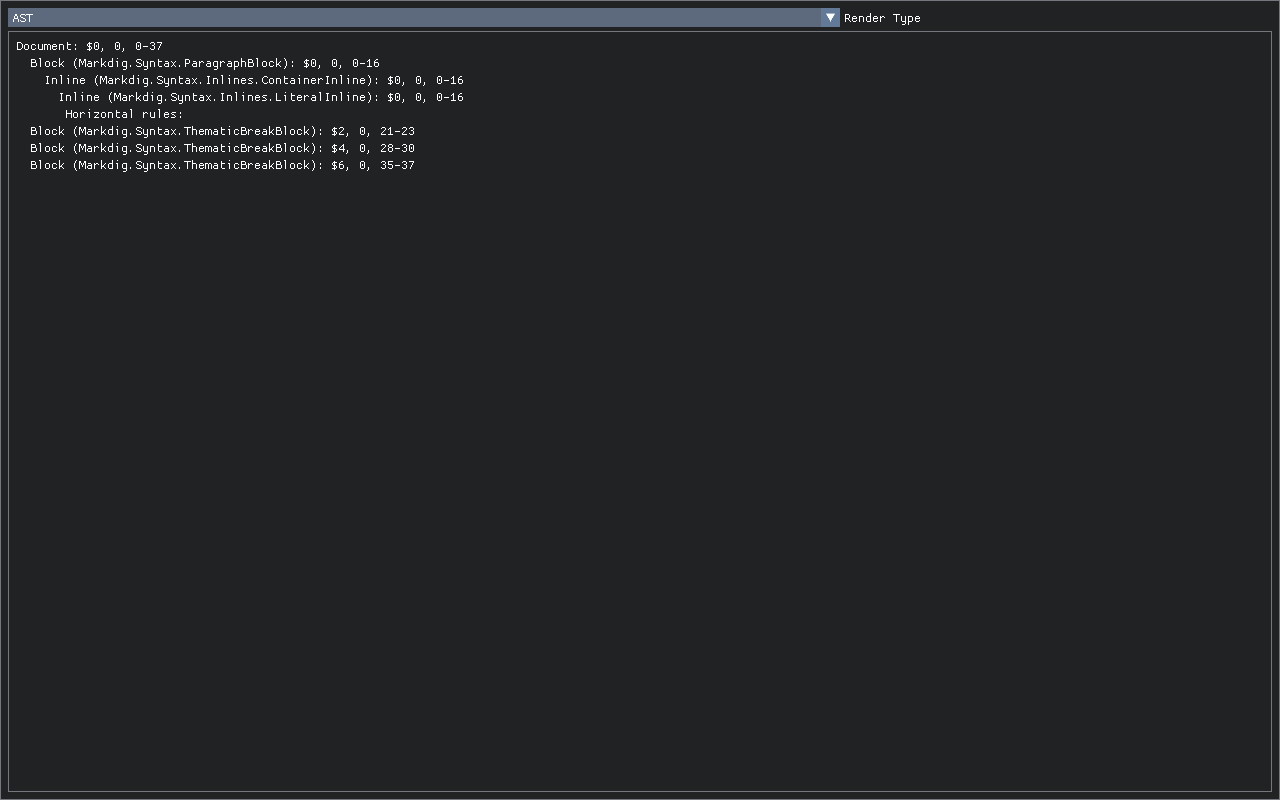 AST
Render Type
Document: $0, 0, 0-37
Block (Markdig.Syntax.ParagraphBlock): $0, 0, 0-16
Inline (Markdig.Syntax.Inlines.ContainerInline): $0, 0, 0-16
Inline (Markdig.Syntax.Inlines.LiteralInline): $0, 0, 0-16
Horizontal rules:
Block (Markdig.Syntax.ThematicBreakBlock): $2, 0, 21-23
Block (Markdig.Syntax.ThematicBreakBlock): $4, 0, 28-30
Block (Markdig.Syntax.ThematicBreakBlock): $6, 0, 35-37